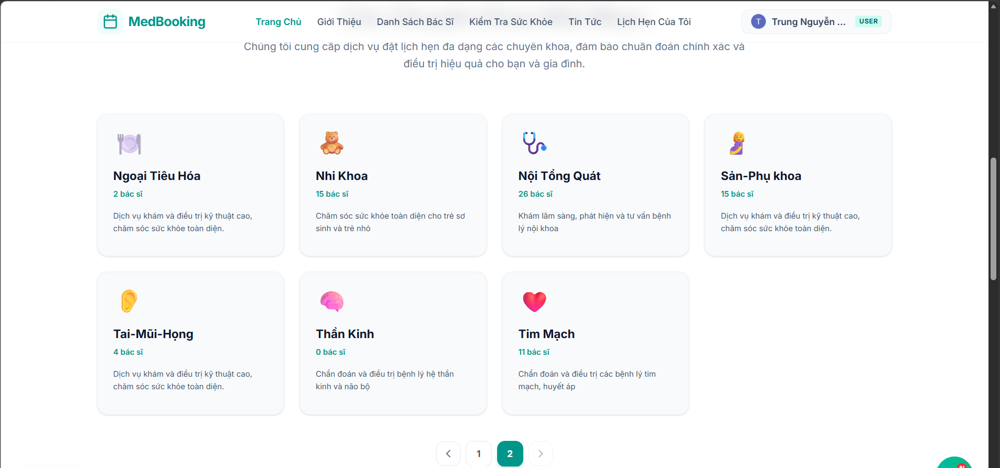 MedBooking
Trang Chủ
Giới Thiệu
Danh Sách Bác Sĩ
Kiểm Tra Sức Khỏe
Tin Tức
Lịch Hẹn Của Tôi
T
Trung Nguyễn ...
USER
Chúng tôi cung cấp dịch vụ đặt lịch hẹn đa dạng các chuyên khoa, đảm bảo chuẩn đoán chính xác và
điều trị hiệu quả cho bạn và gia đình.
Ngoại Tiêu Hóa
2 bác sĩ
Dịch vụ khám và điều trị kỹ thuật cao,
chăm sóc sức khỏe toàn diện.
Nhi Khoa
15 bác sĩ
Chăm sóc sức khỏe toàn diện cho trẻ sơ
sinh và trẻ nhỏ
Nội Tổng Quát
26 bác sĩ
Khám lâm sàng, phát hiện và tư vấn bệnh
lý nội khoa
Sản-Phụ khoa
15 bác sĩ
Dịch vụ khám và điều trị kỹ thuật cao,
chăm sóc sức khỏe toàn diện.
Tai-Mũi-Họng
4 bác sĩ
Dịch vụ khám và điều trị kỹ thuật cao,
chăm sóc sức khỏe toàn diện.
Thần Kinh
0 bác sĩ
Chẩn đoán và điều trị bệnh lý hệ thần
kinh và não bộ
Tim Mạch
11 bác sĩ
Chẩn đoán và điều trị các bệnh lý tim
mạch, huyết áp
1
2